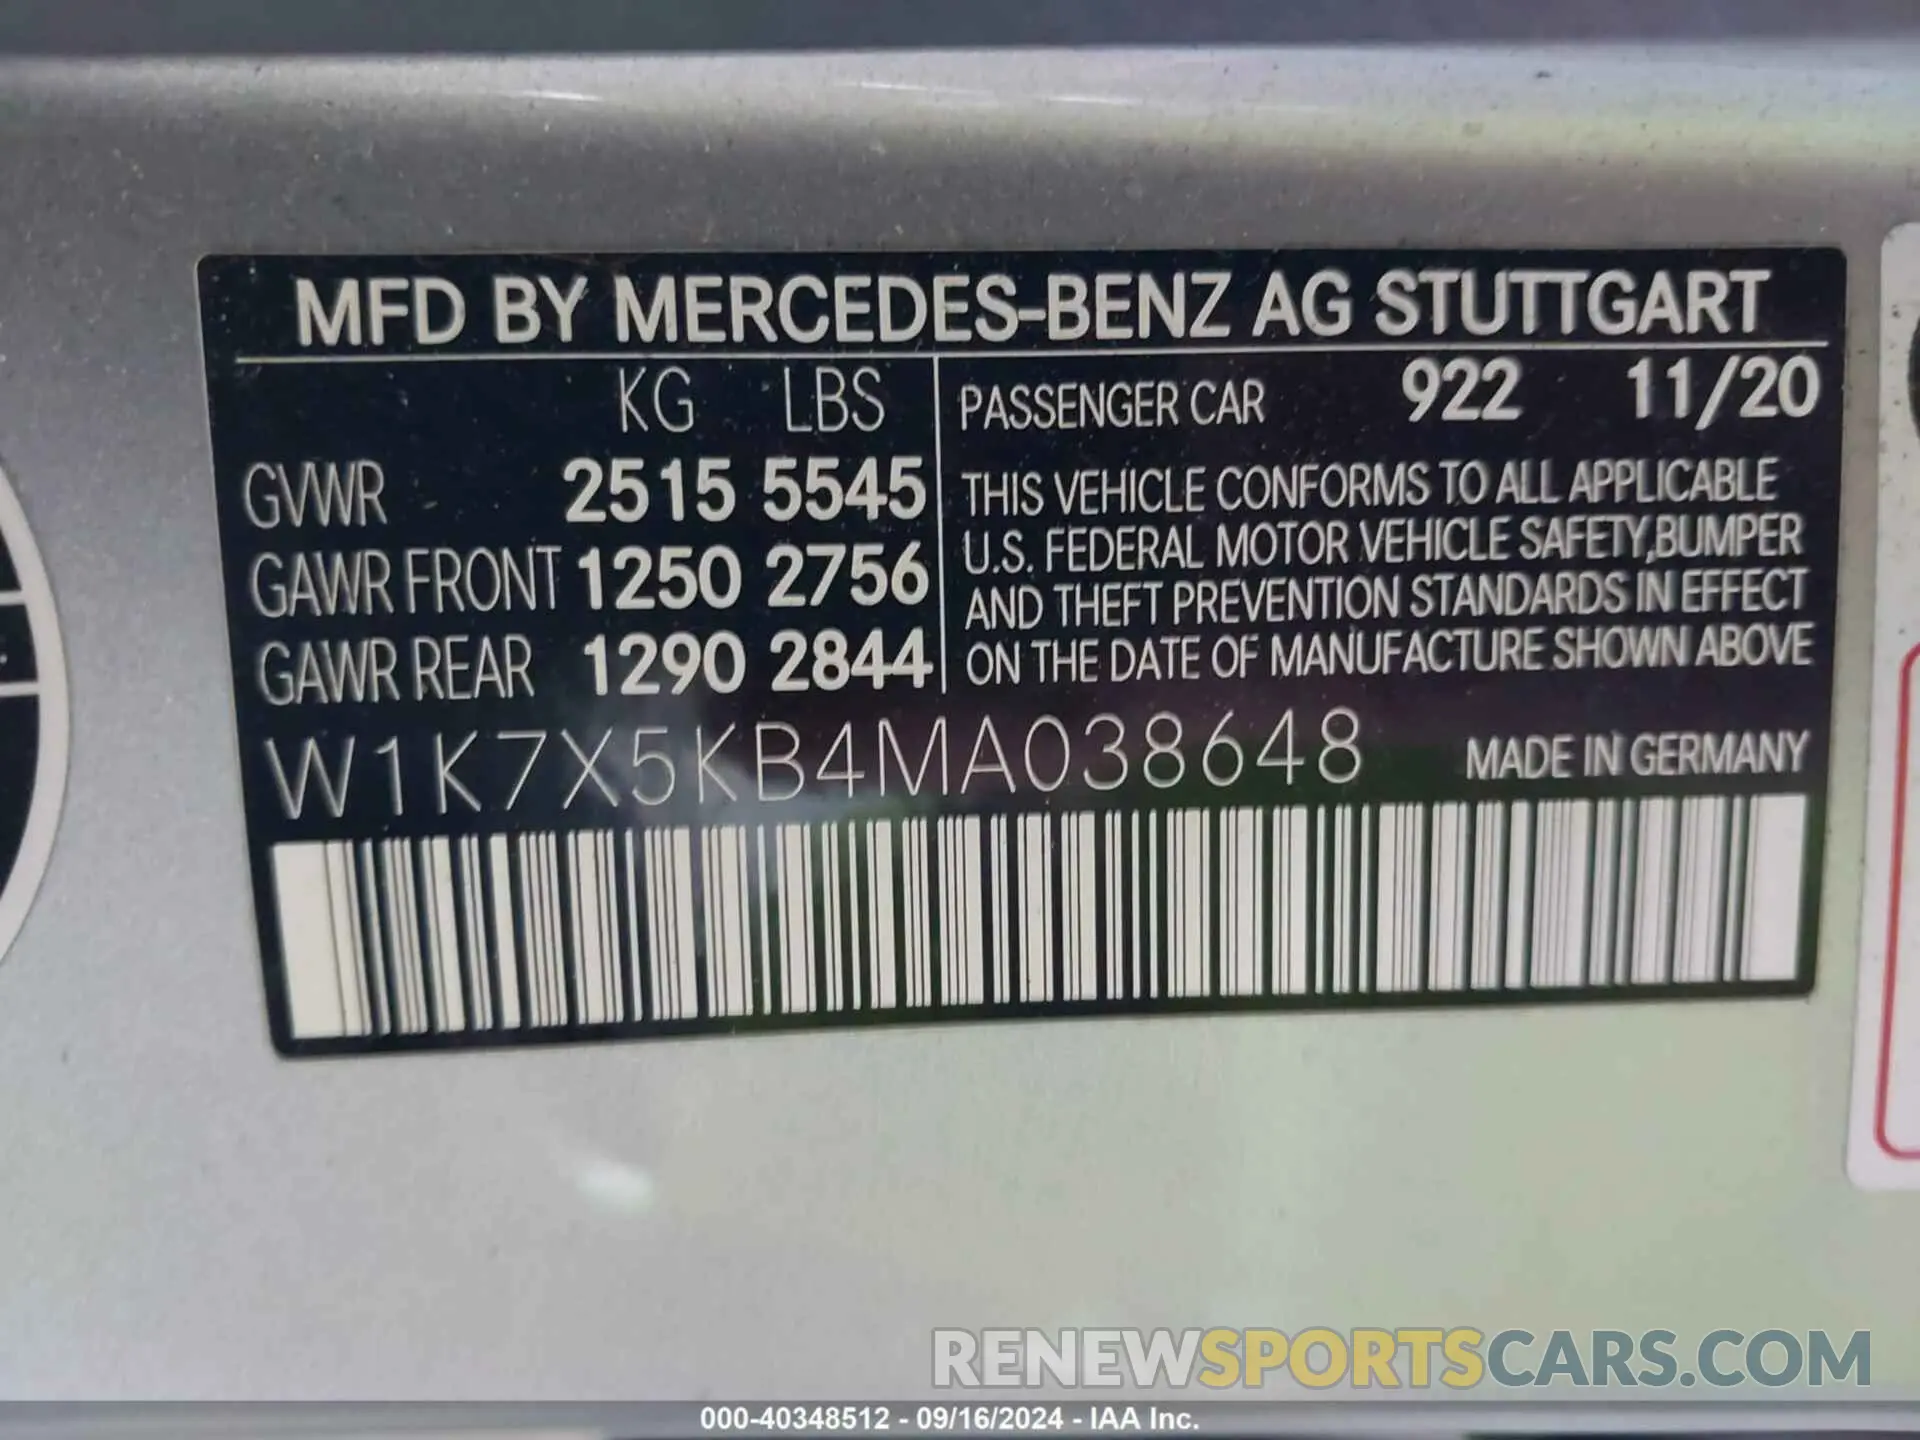 MFD BY MERCEDES-BENZ AG STUTTGART
KG LBS
GVWR 2515 5545
GAWR FRONT 1250 2756
GAWR REAR 1290 2844
PASSENGER CAR 922 11/20
THIS VEHICLE CONFORMS TO ALL APPLICABLE
U.S. FEDERAL MOTOR VEHICLE SAFETY,BUMPER
AND THEFT PREVENTION STANDARDS IN EFFECT
ON THE DATE OF MANUFACTURE SHOWN ABOVE
W1K7X5KB4MA038648 MADE IN GERMANY
RENEWSPORTSCARS.COM
000-40348512 - 09/16/2024 - IAA Inc.